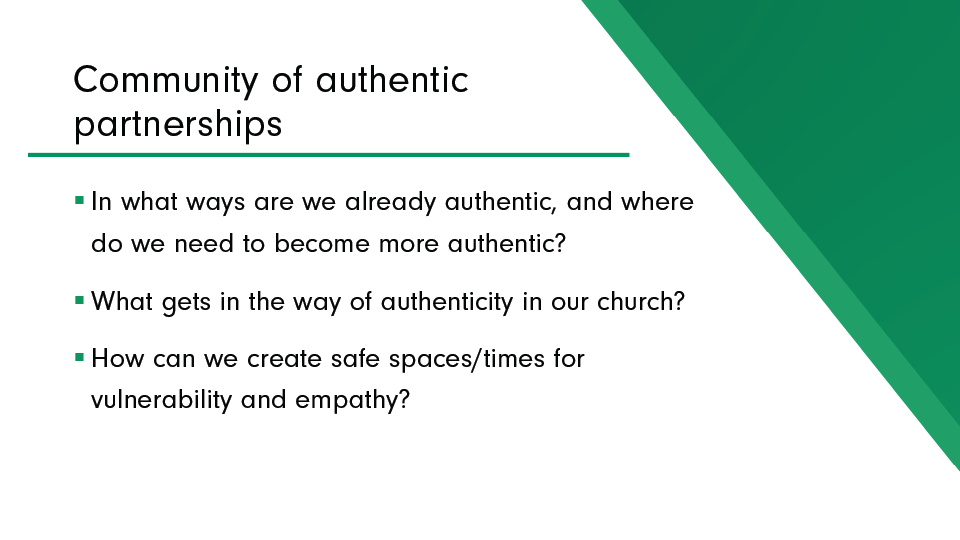 Community of authentic
partnerships
▪ In what ways are we already authentic, and where
do we need to become more authentic?
▪ What gets in the way of authenticity in our church?
▪ How can we create safe spaces/times for
vulnerability and empathy?